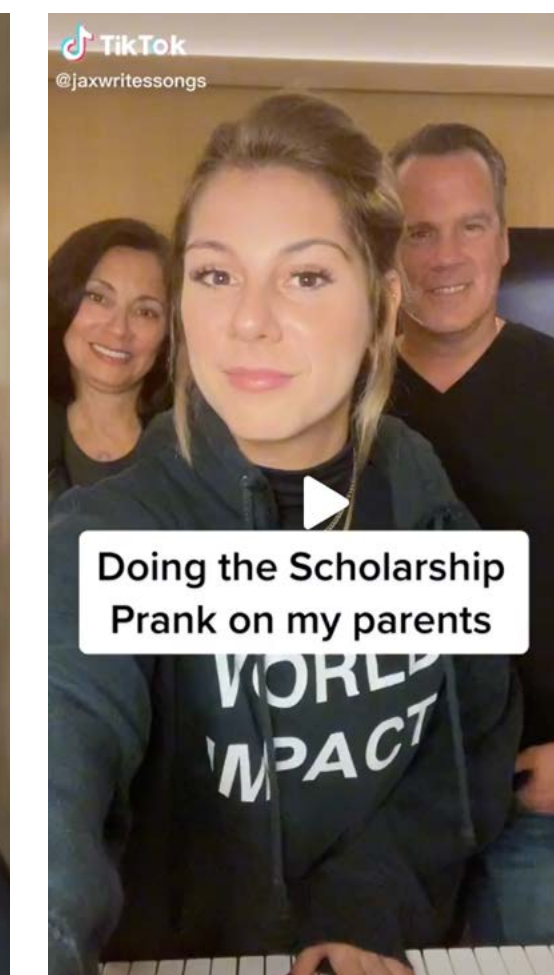 TikTok
@jaxwritessongs
Doing the Scholarship
Prank on my parents
WORLD
IMPACT